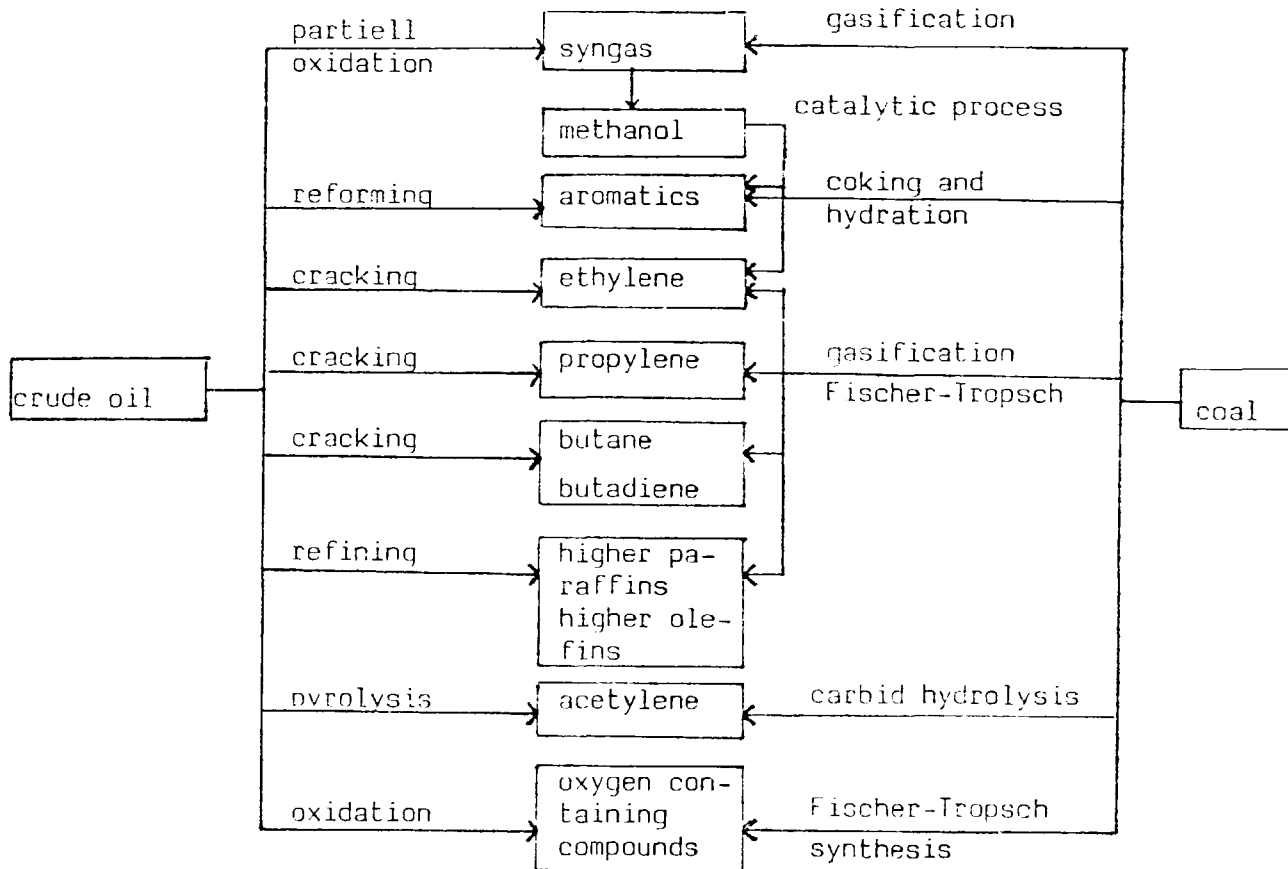 partiell
oxidation
syngas
gasification
methanol
catalytic process
reforming
aromatics
coking and
hydration
cracking
ethylene
crude oil
cracking
propylene
gasification
Fischer-Tropsch
coal
cracking
butane
butadiene
refining
higher pa-
raffins
higher ole-
fins
pyrolysis
acetylene
carbid hydrolysis
oxidation
oxygen con-
taining
compounds
Fischer-Tropsch
synthesis